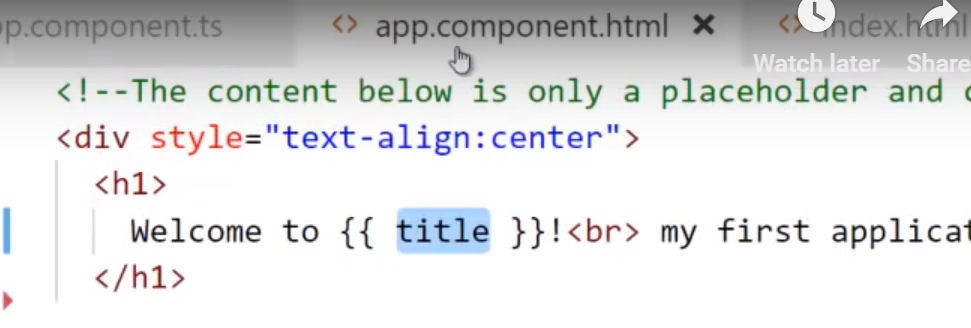 p.component.ts <> app.component.html × <> index.html
Watch later Share
<!--The content below is only a placeholder and
<div style="text-align:center">
<h1>
Welcome to {{ title }}!<br> my first applicat
</h1>